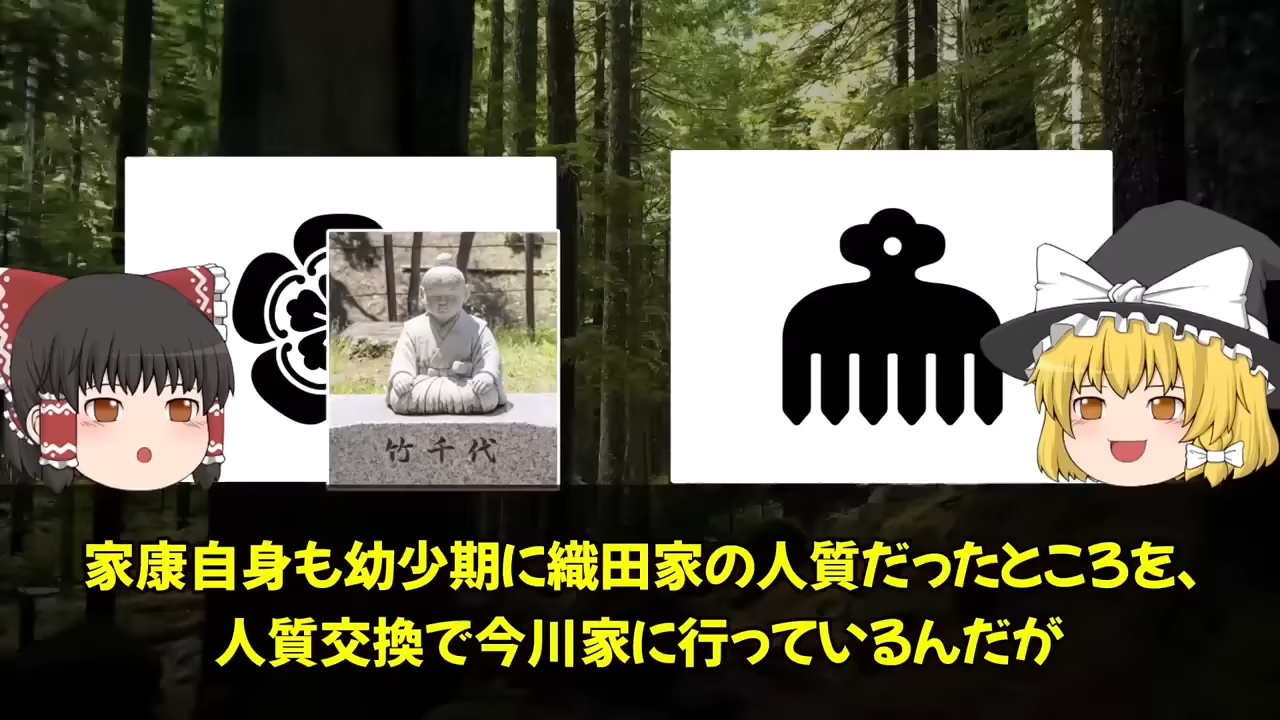 竹千代
家康自身も幼少期に織田家の人質だったところを、
人質交換で今川家に行っているんだが